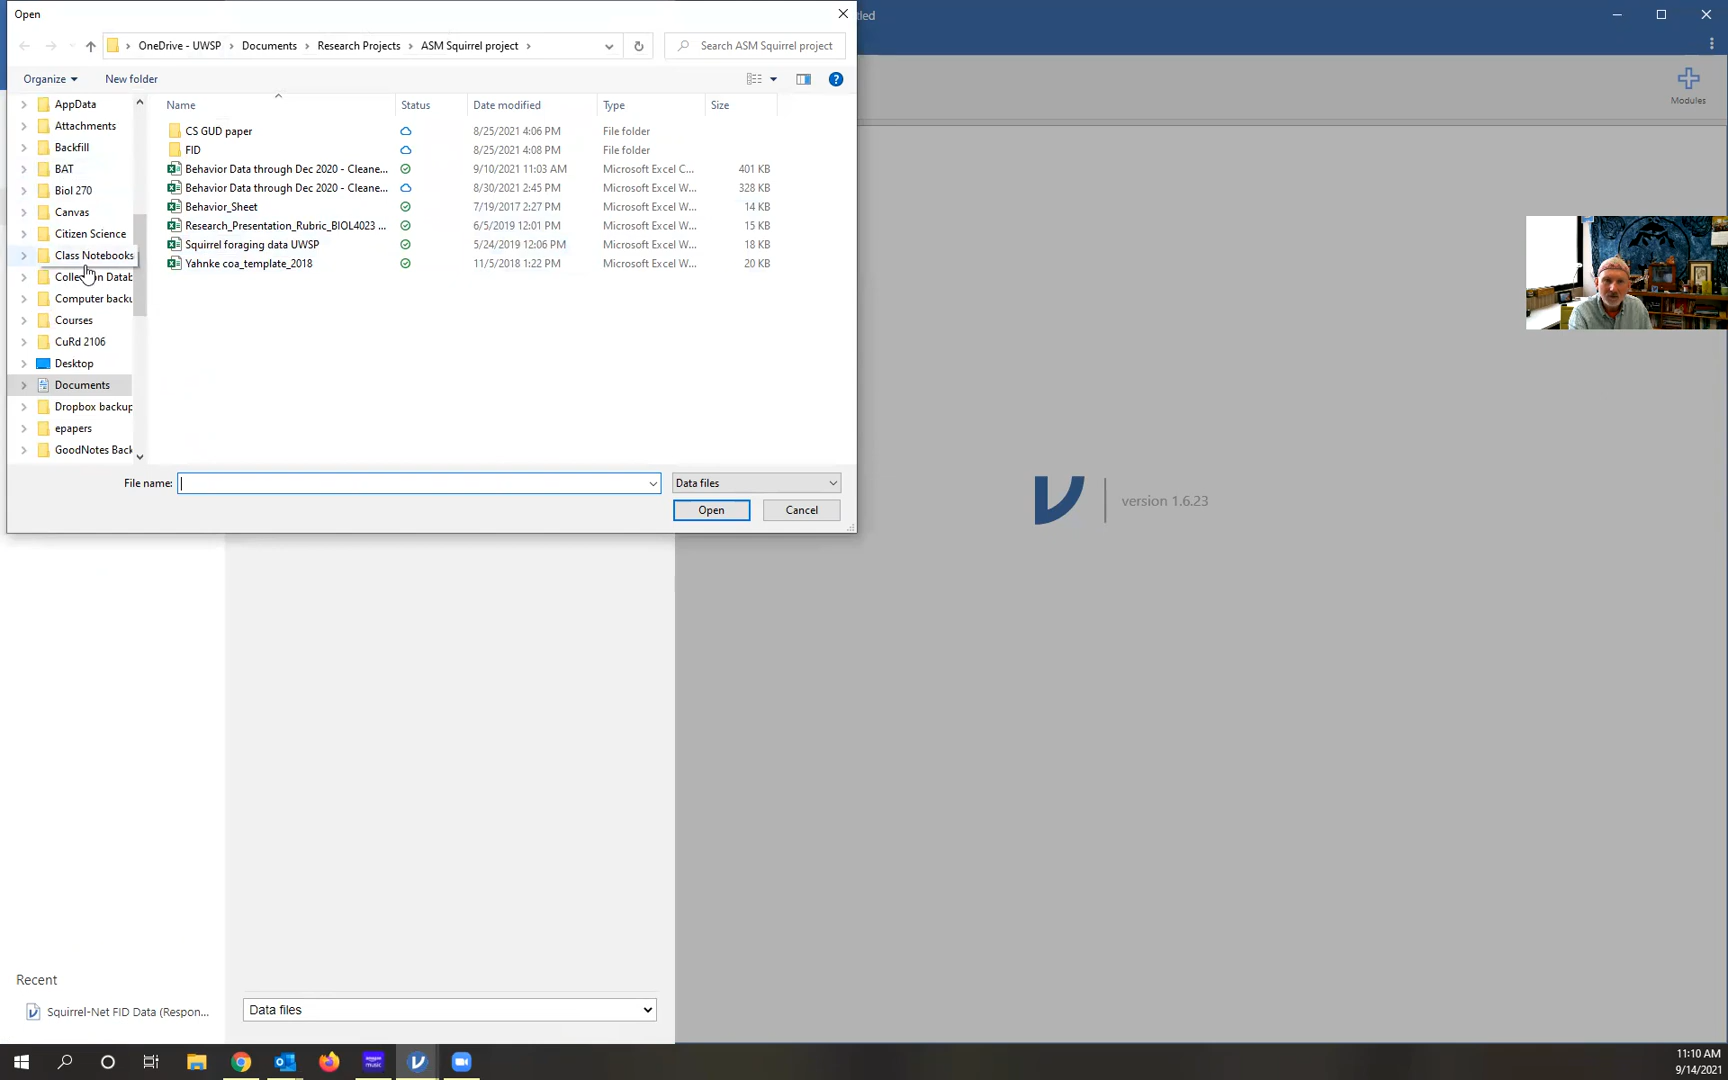 Open
tled
OneDrive - UWSP › Documents › Research Projects › ASM Squirrel project ›
Search ASM Squirrel project
Organize
New folder
Modules
Name Status Date modified Type Size
AppData
Attachments
Backfill
BAT
Biol 270
Canvas
Citizen Science
Class Notebooks
Collection Datab
Computer backu
Courses
CuRd 2106
Desktop
Documents
Dropbox backup
epapers
GoodNotes Back
CS GUD paper 8/25/2021 4:06 PM File folder
FID 8/25/2021 4:08 PM File folder
Behavior Data through Dec 2020 - Cleane... 9/10/2021 11:03 AM Microsoft Excel C... 401 KB
Behavior Data through Dec 2020 - Cleane... 8/30/2021 2:45 PM Microsoft Excel W... 328 KB
Behavior_Sheet 7/19/2017 2:27 PM Microsoft Excel W... 14 KB
Research_Presentation_Rubric_BIOL4023 ... 6/5/2019 12:01 PM Microsoft Excel W... 15 KB
Squirrel foraging data UWSP 5/24/2019 12:06 PM Microsoft Excel W... 18 KB
Yahnke coa_template_2018 11/5/2018 1:22 PM Microsoft Excel W... 20 KB
File name:
Data files
Open
Cancel
version 1.6.23
Recent
Squirrel-Net FID Data (Respon...
Data files
amazon music
11:10 AM
9/14/2021